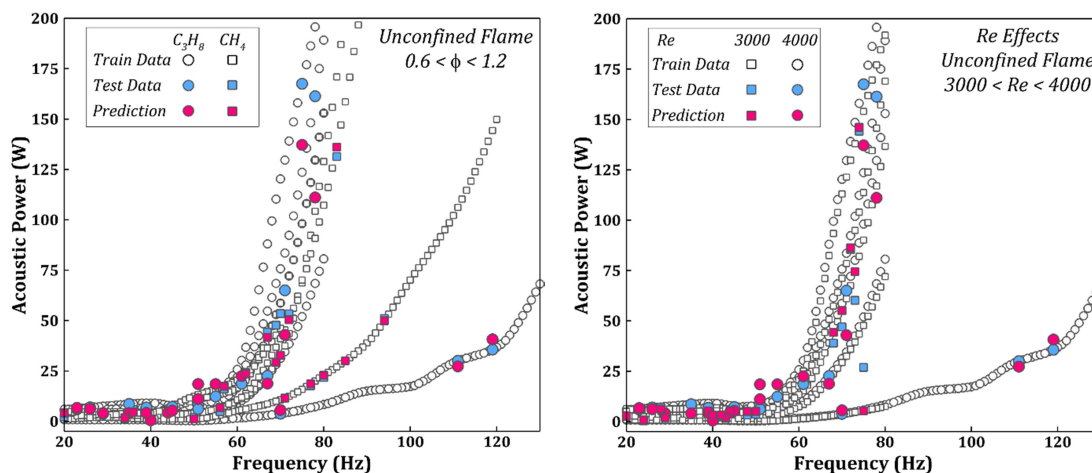 C3H8 CH4
Train Data
Test Data
Prediction
Unconfined Flame
0.6 < ϕ < 1.2
200
175
150
125
100
75
50
25
0
20 40 60 80 100 120
Acoustic Power (W)
Frequency (Hz)
Re 3000 4000
Train Data
Test Data
Prediction
Re Effects
Unconfined Flame
3000 < Re < 4000
200
175
150
125
100
75
50
25
0
20 40 60 80 100 120
Acoustic Power (W)
Frequency (Hz)